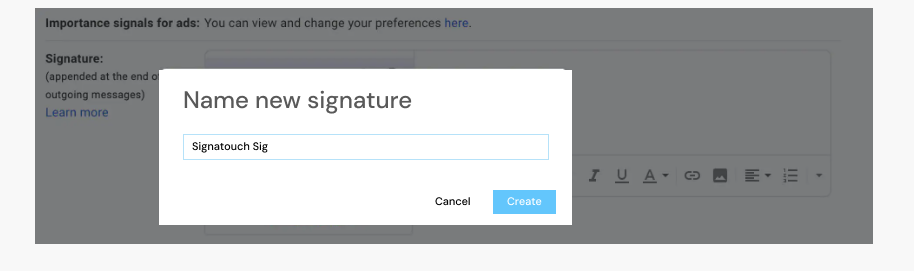 Importance signals for ads: You can view and change your preferences here.
Signature:
(appended at the end of
outgoing messages)
Learn more
Name new signature
Signatouch Sig
Cancel
Create